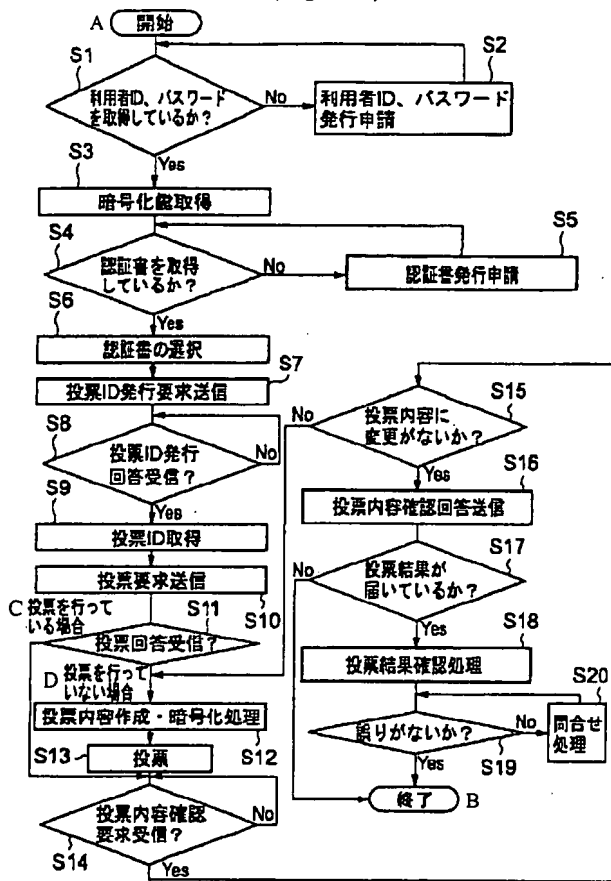 A 開始
S1
利用者ID、パスワード
を取得しているか?
No
S2
利用者ID、パスワード
発行申請
Yes
S3
暗号化鍵取得
S4
認証書を取得
しているか?
No
S5
認証書発行申請
Yes
S6
認証書の選択
S7
投票ID発行要求送信
S8
投票ID発行
回答受信?
No
Yes
S9
投票ID取得
投票要求送信
S10
C 投票を行って
いる場合
S11
投票回答受信?
D 投票を行って
いない場合
投票内容作成・暗号化処理
S12
S13
投票
投票内容確認
要求受信?
No
S14
Yes
S15
No
投票内容に
変更がないか?
Yes
S16
投票内容確認回答送信
S17
No
投票結果が
届いているか?
Yes
S18
投票結果確認処理
S20
誤りがないか?
No
問合せ
処理
S19
Yes
終了 B